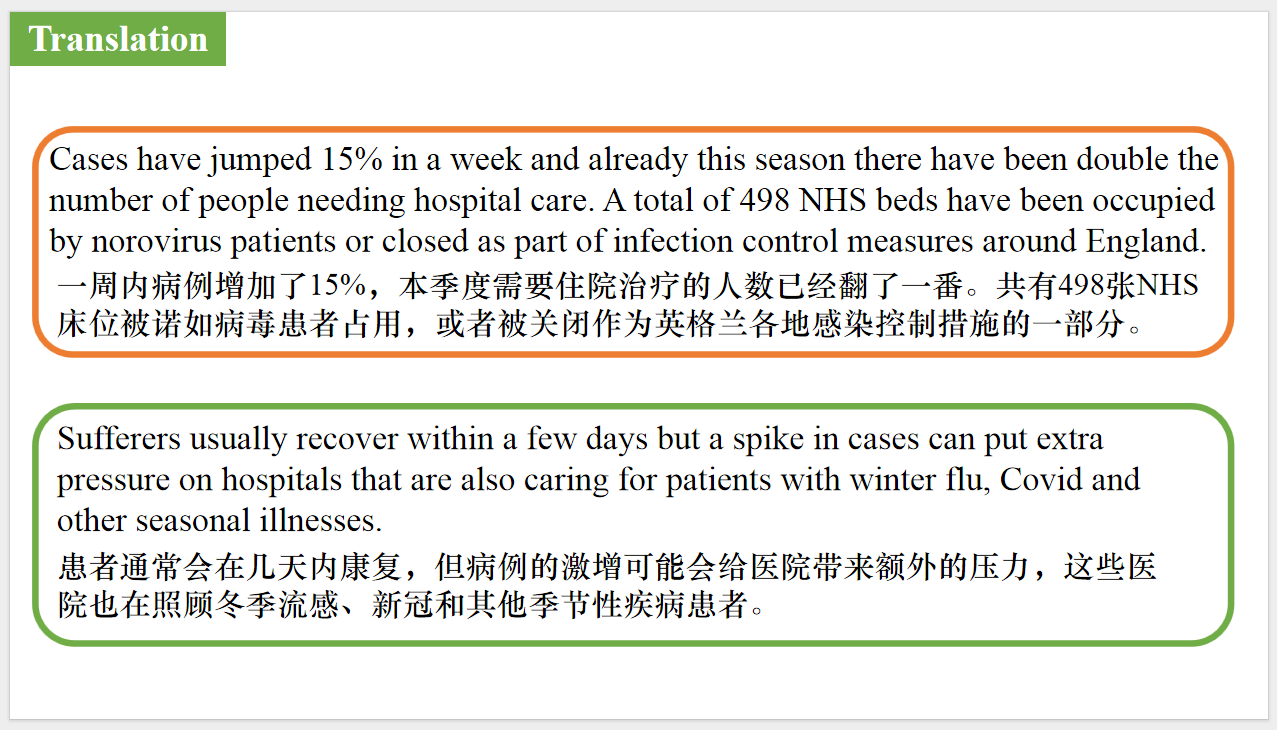 Translation
Cases have jumped 15% in a week and already this season there have been double the
number of people needing hospital care. A total of 498 NHS beds have been occupied
by norovirus patients or closed as part of infection control measures around England.
一周内病例增加了15%，本季度需要住院治疗的人数已经翻了一番。共有498张NHS
床位被诺如病毒患者占用，或者被关闭作为英格兰各地感染控制措施的一部分。
Sufferers usually recover within a few days but a spike in cases can put extra
pressure on hospitals that are also caring for patients with winter flu, Covid and
other seasonal illnesses.
患者通常会在几天内康复，但病例的激增可能会给医院带来额外的压力，这些医
院也在照顾冬季流感、新冠和其他季节性疾病患者。